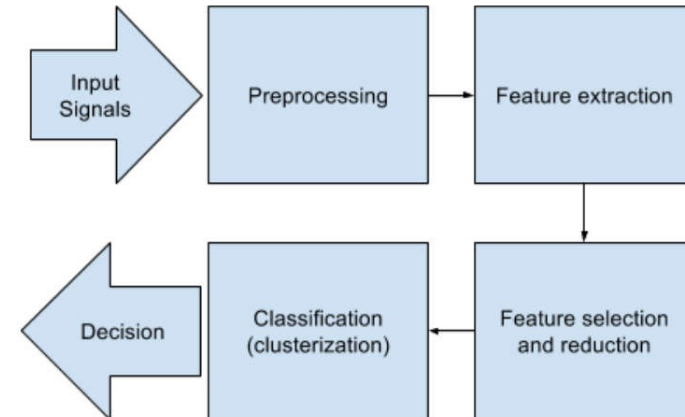 Input
Signals
Preprocessing
Feature extraction
Feature selection
and reduction
Classification
(clusterization)
Decision